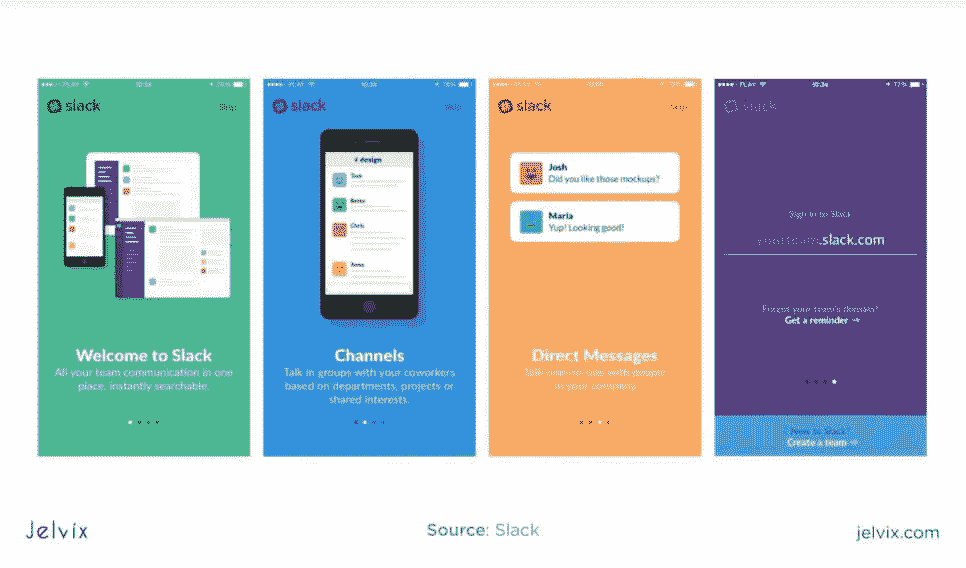 slack
Skip
Welcome to Slack
All your team communication in one
place, instantly searchable.
slack
Skip
# design
Tom
Chris
Anna
Channels
Talk in groups with your coworkers
based on departments, projects or
shared interests.
slack
Skip
Josh
Did you like those mockups?
Maria
Yup! Looking good!
Direct Messages
Talk one-to-one with people
in your company.
slack
Sign in to Slack
yourteam.slack.com
Forgot your team's domain?
Get a reminder →
New to Slack?
Create a team →
Jelvix
Source: Slack
jelvix.com